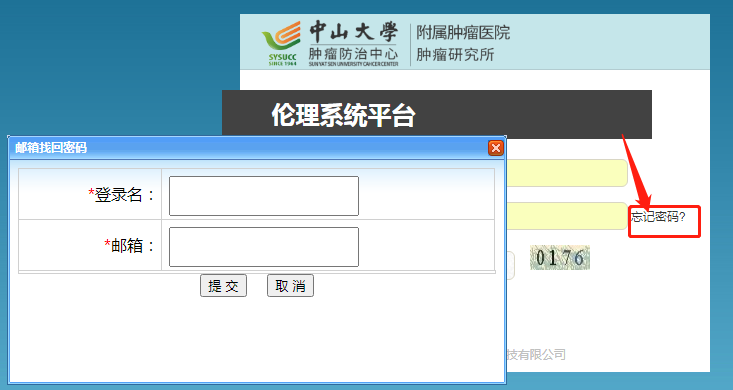 中山大学
附属肿瘤医院
肿瘤防治中心
肿瘤研究所
SYSUCC
SINCE 1964
SUN YAT-SEN UNIVERSITY CANCER CENTER
伦理系统平台
邮箱找回密码
*登录名：
忘记密码?
*邮箱：
0176
提 交
取 消
技有限公司